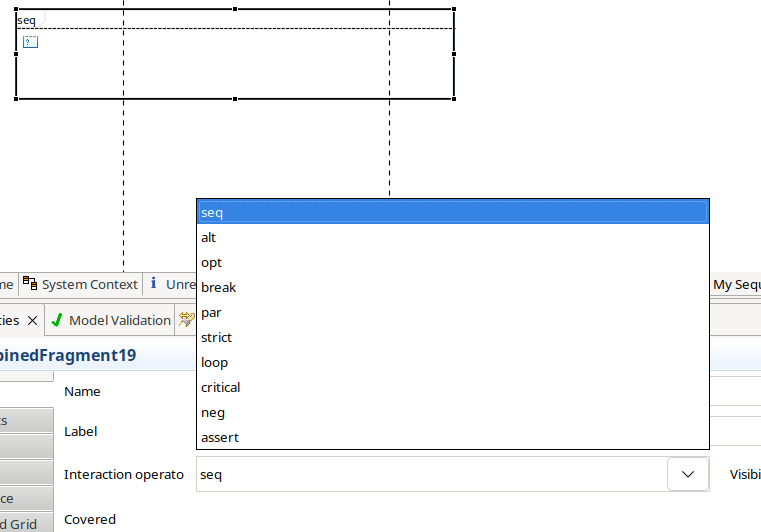 seq
seq
alt
opt
break
par
strict
loop
critical
neg
assert
me System Context Unre My Sequ
ties Model Validation
binedFragment19
Name
ts
Label
Interaction operato seq Visibi
ce
Covered
d Grid